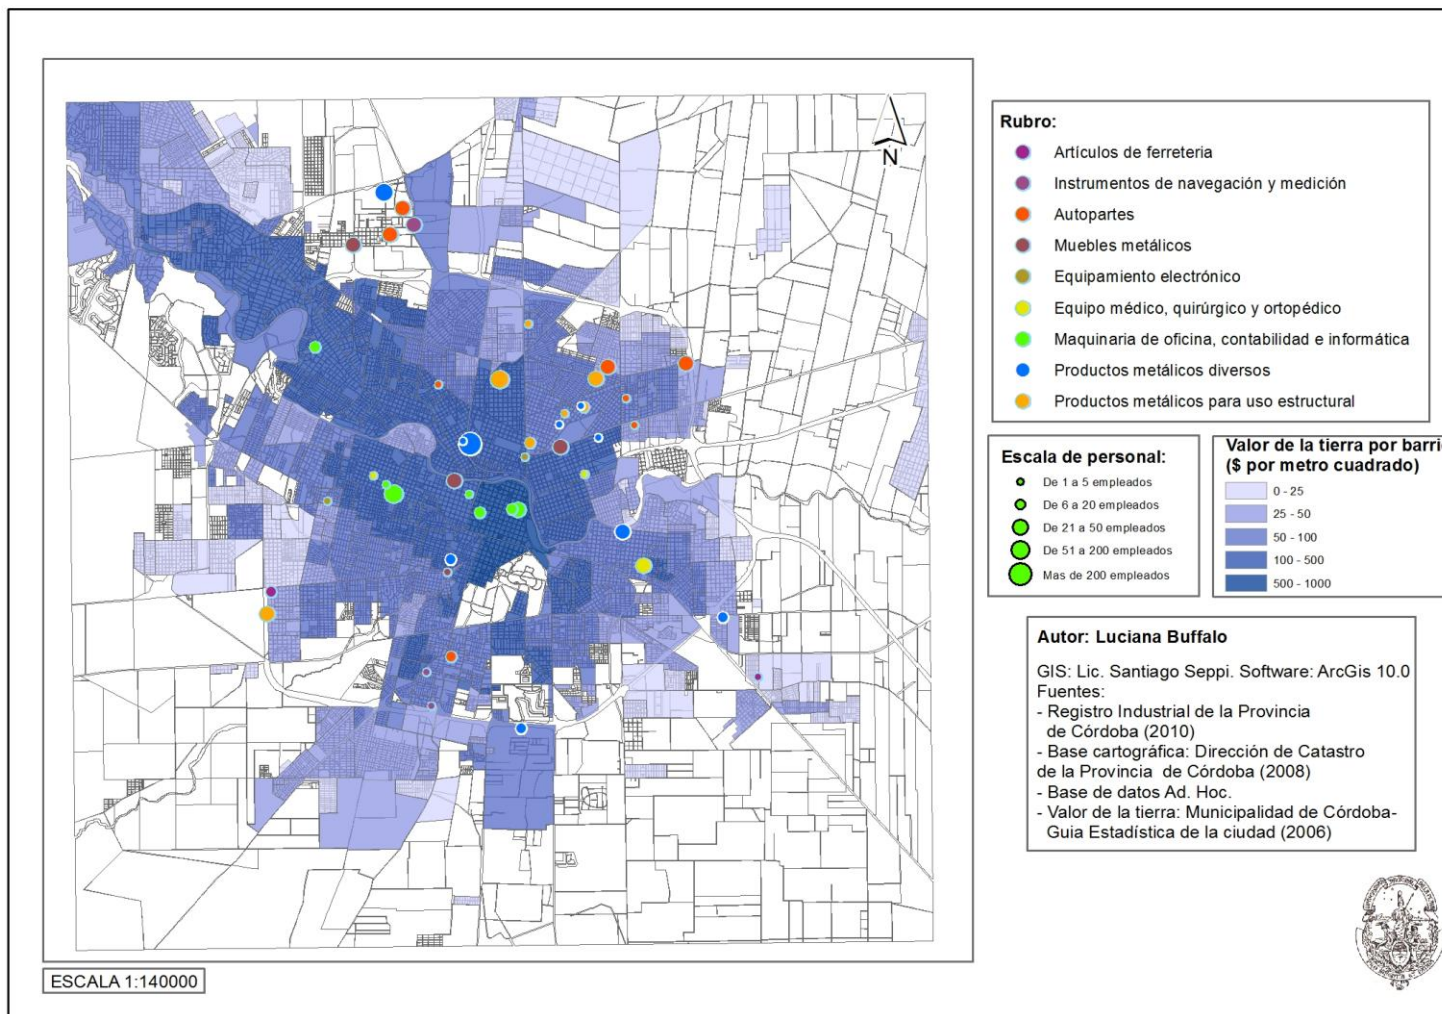 N
Rubro:
Artículos de ferreteria
Instrumentos de navegación y medición
Autopartes
Muebles metálicos
Equipamiento electrónico
Equipo médico, quirúrgico y ortopédico
Maquinaria de oficina, contabilidad e informática
Productos metálicos diversos
Productos metálicos para uso estructural
Escala de personal:
De 1 a 5 empleados
De 6 a 20 empleados
De 21 a 50 empleados
De 51 a 200 empleados
Mas de 200 empleados
Valor de la tierra por barri
($ por metro cuadrado)
0 - 25
25 - 50
50 - 100
100 - 500
500 - 1000
Autor: Luciana Buffalo
GIS: Lic. Santiago Seppi. Software: ArcGis 10.0
Fuentes:
- Registro Industrial de la Provincia
de Córdoba (2010)
- Base cartográfica: Dirección de Catastro
de la Provincia de Córdoba (2008)
- Base de datos Ad. Hoc.
- Valor de la tierra: Municipalidad de Córdoba-
Guia Estadística de la ciudad (2006)
ESCALA 1:140000